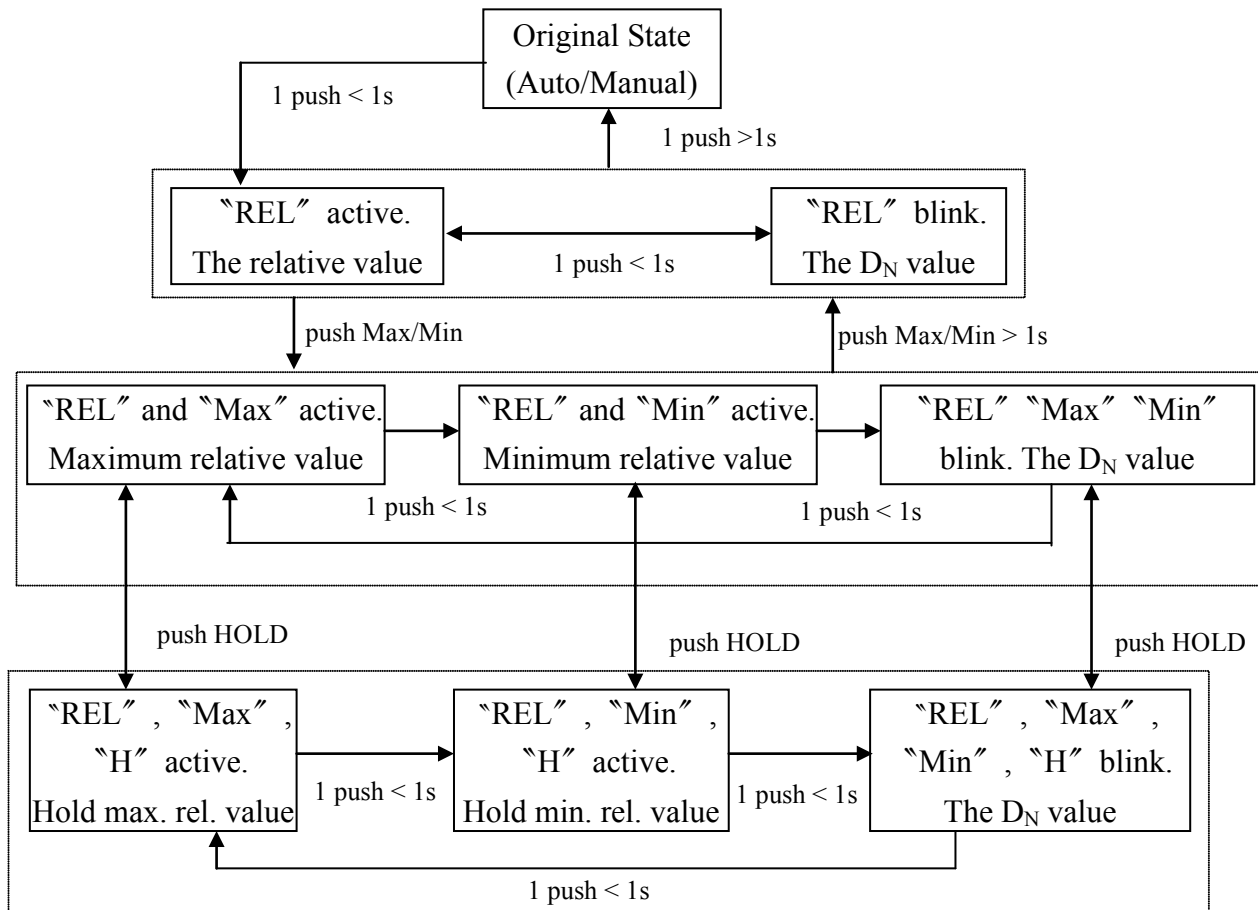 Original State
(Auto/Manual)
1 push < 1s
1 push >1s
〝REL〞 active.
The relative value
1 push < 1s
〝REL〞 blink.
The D_N value
push Max/Min
push Max/Min > 1s
〝REL〞 and 〝Max〞 active.
Maximum relative value
〝REL〞 and 〝Min〞 active.
Minimum relative value
〝REL〞 〝Max〞 〝Min〞
blink. The D_N value
1 push < 1s
1 push < 1s
push HOLD
push HOLD
push HOLD
〝REL〞 , 〝Max〞 ,
〝H〞 active.
Hold max. rel. value
1 push < 1s
〝REL〞 , 〝Min〞 ,
〝H〞 active.
Hold min. rel. value
1 push < 1s
〝REL〞 , 〝Max〞 ,
〝Min〞 , 〝H〞 blink.
The D_N value
1 push < 1s